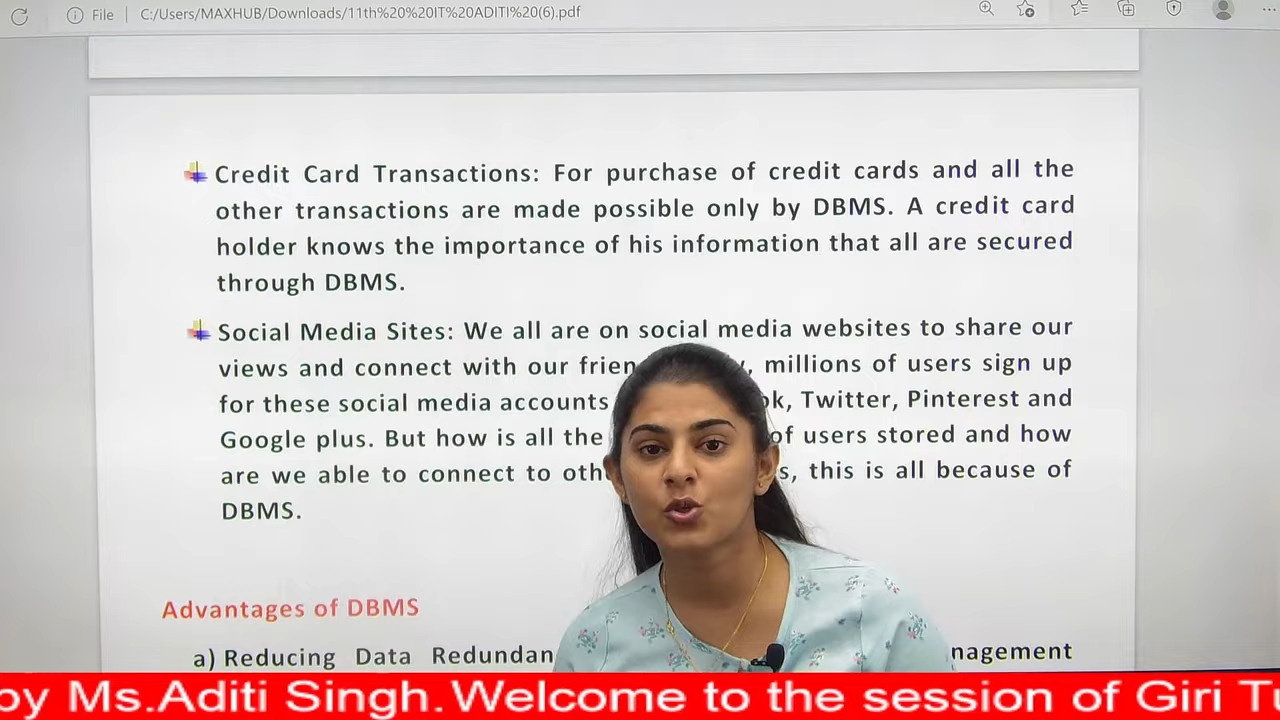 File
C:/Users/MAXHUB/Downloads/11th%20%20IT%20ADITI%20(6).pdf
Credit Card Transactions: For purchase of credit cards and all the
other transactions are made possible only by DBMS. A credit card
holder knows the importance of his information that all are secured
through DBMS.
Social Media Sites: We all are on social media websites to share our
views and connect with our frien , millions of users sign up
for these social media accounts ok, Twitter, Pinterest and
Google plus. But how is all the of users stored and how
are we able to connect to oth s, this is all because of
DBMS.
Advantages of DBMS
a) Reducing Data Redundan nagement
by Ms.Aditi Singh.Welcome to the session of Giri Tu